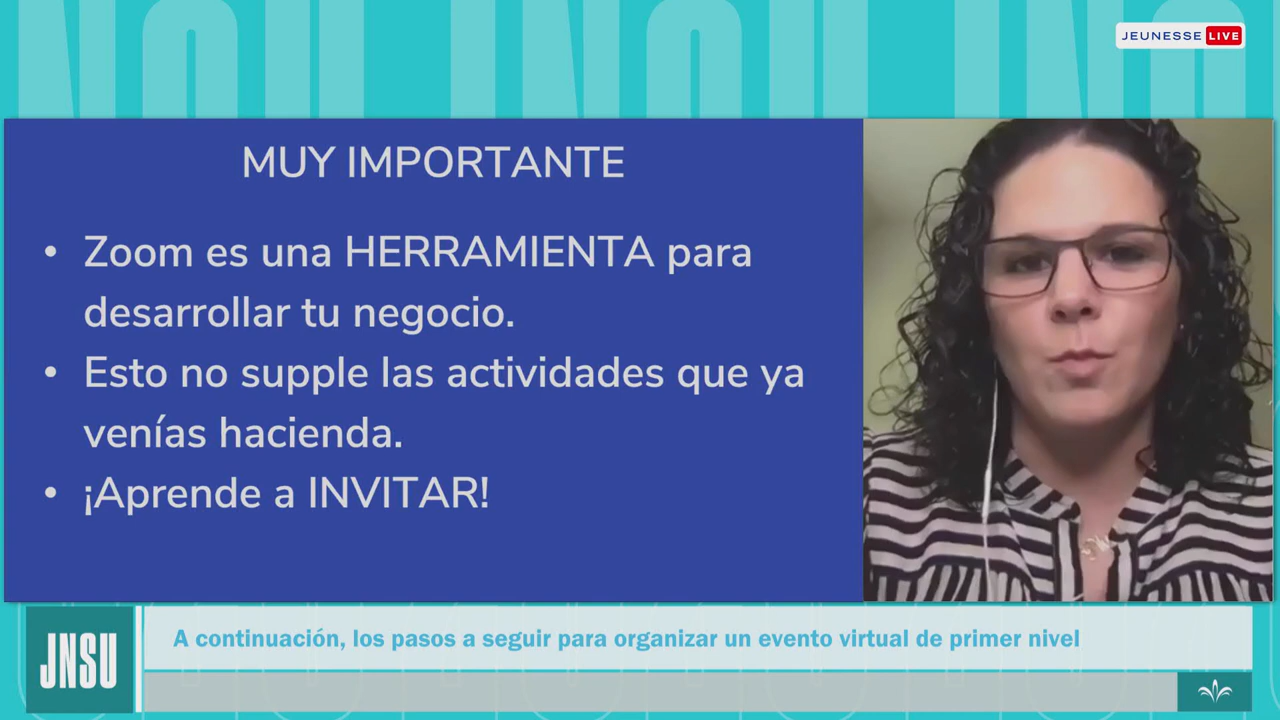 JEUNESSE LIVE
MUY IMPORTANTE
• Zoom es una HERRAMIENTA para
desarrollar tu negocio.
• Esto no supple las actividades que ya
venías hacienda.
• ¡Aprende a INVITAR!
A continuación, los pasos a seguir para organizar un evento virtual de primer nivel
JNSU